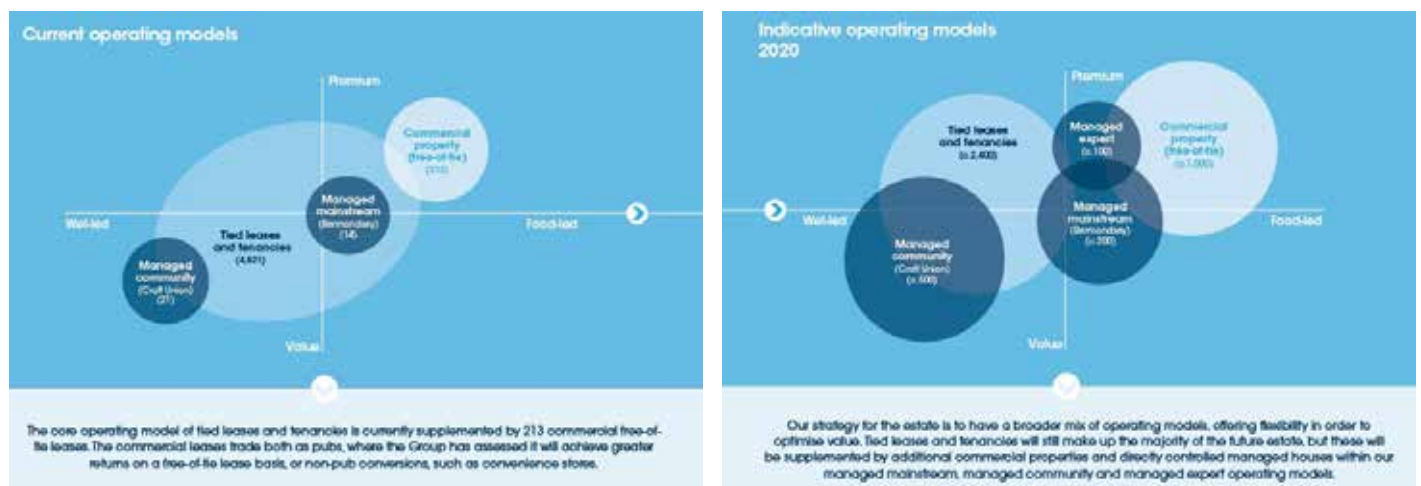 Current operating models
Premium
Commercial
property
(free-of-tie)
Managed
mainstream
(Bermondsey)
(14)
Wet-led
Food-led
Tied leases
and tenancies
(4,821)
Managed
community
(Craft Union)
(21)
Value
The core operating model of tied leases and tenancies is currently supplemented by 213 commercial free-of-
tie leases. The commercial leases trade both as pubs, where the Group has assessed it will achieve greater
returns on a free-of-tie lease basis, or non-pub conversions, such as convenience stores.
Indicative operating models
2020
Premium
Tied leases
and tenancies
(c.2,400)
Managed
expert
(c.100)
Commercial
property
(free-of-tie)
(c.1,000)
Wet-led
Food-led
Managed
mainstream
(Bermondsey)
(c.200)
Managed
community
(Craft Union)
Value
Our strategy for the estate is to have a broader mix of operating models, offering flexibility in order to
optimise value. Tied leases and tenancies will still make up the majority of the future estate, but these will
be supplemented by additional commercial properties and directly controlled managed houses within our
managed mainstream, managed community and managed expert operating models.